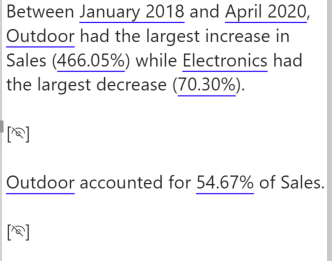 Between January 2018 and April 2020,
Outdoor had the largest increase in
Sales (466.05%) while Electronics had
the largest decrease (70.30%).
[]
Outdoor accounted for 54.67% of Sales.
[]